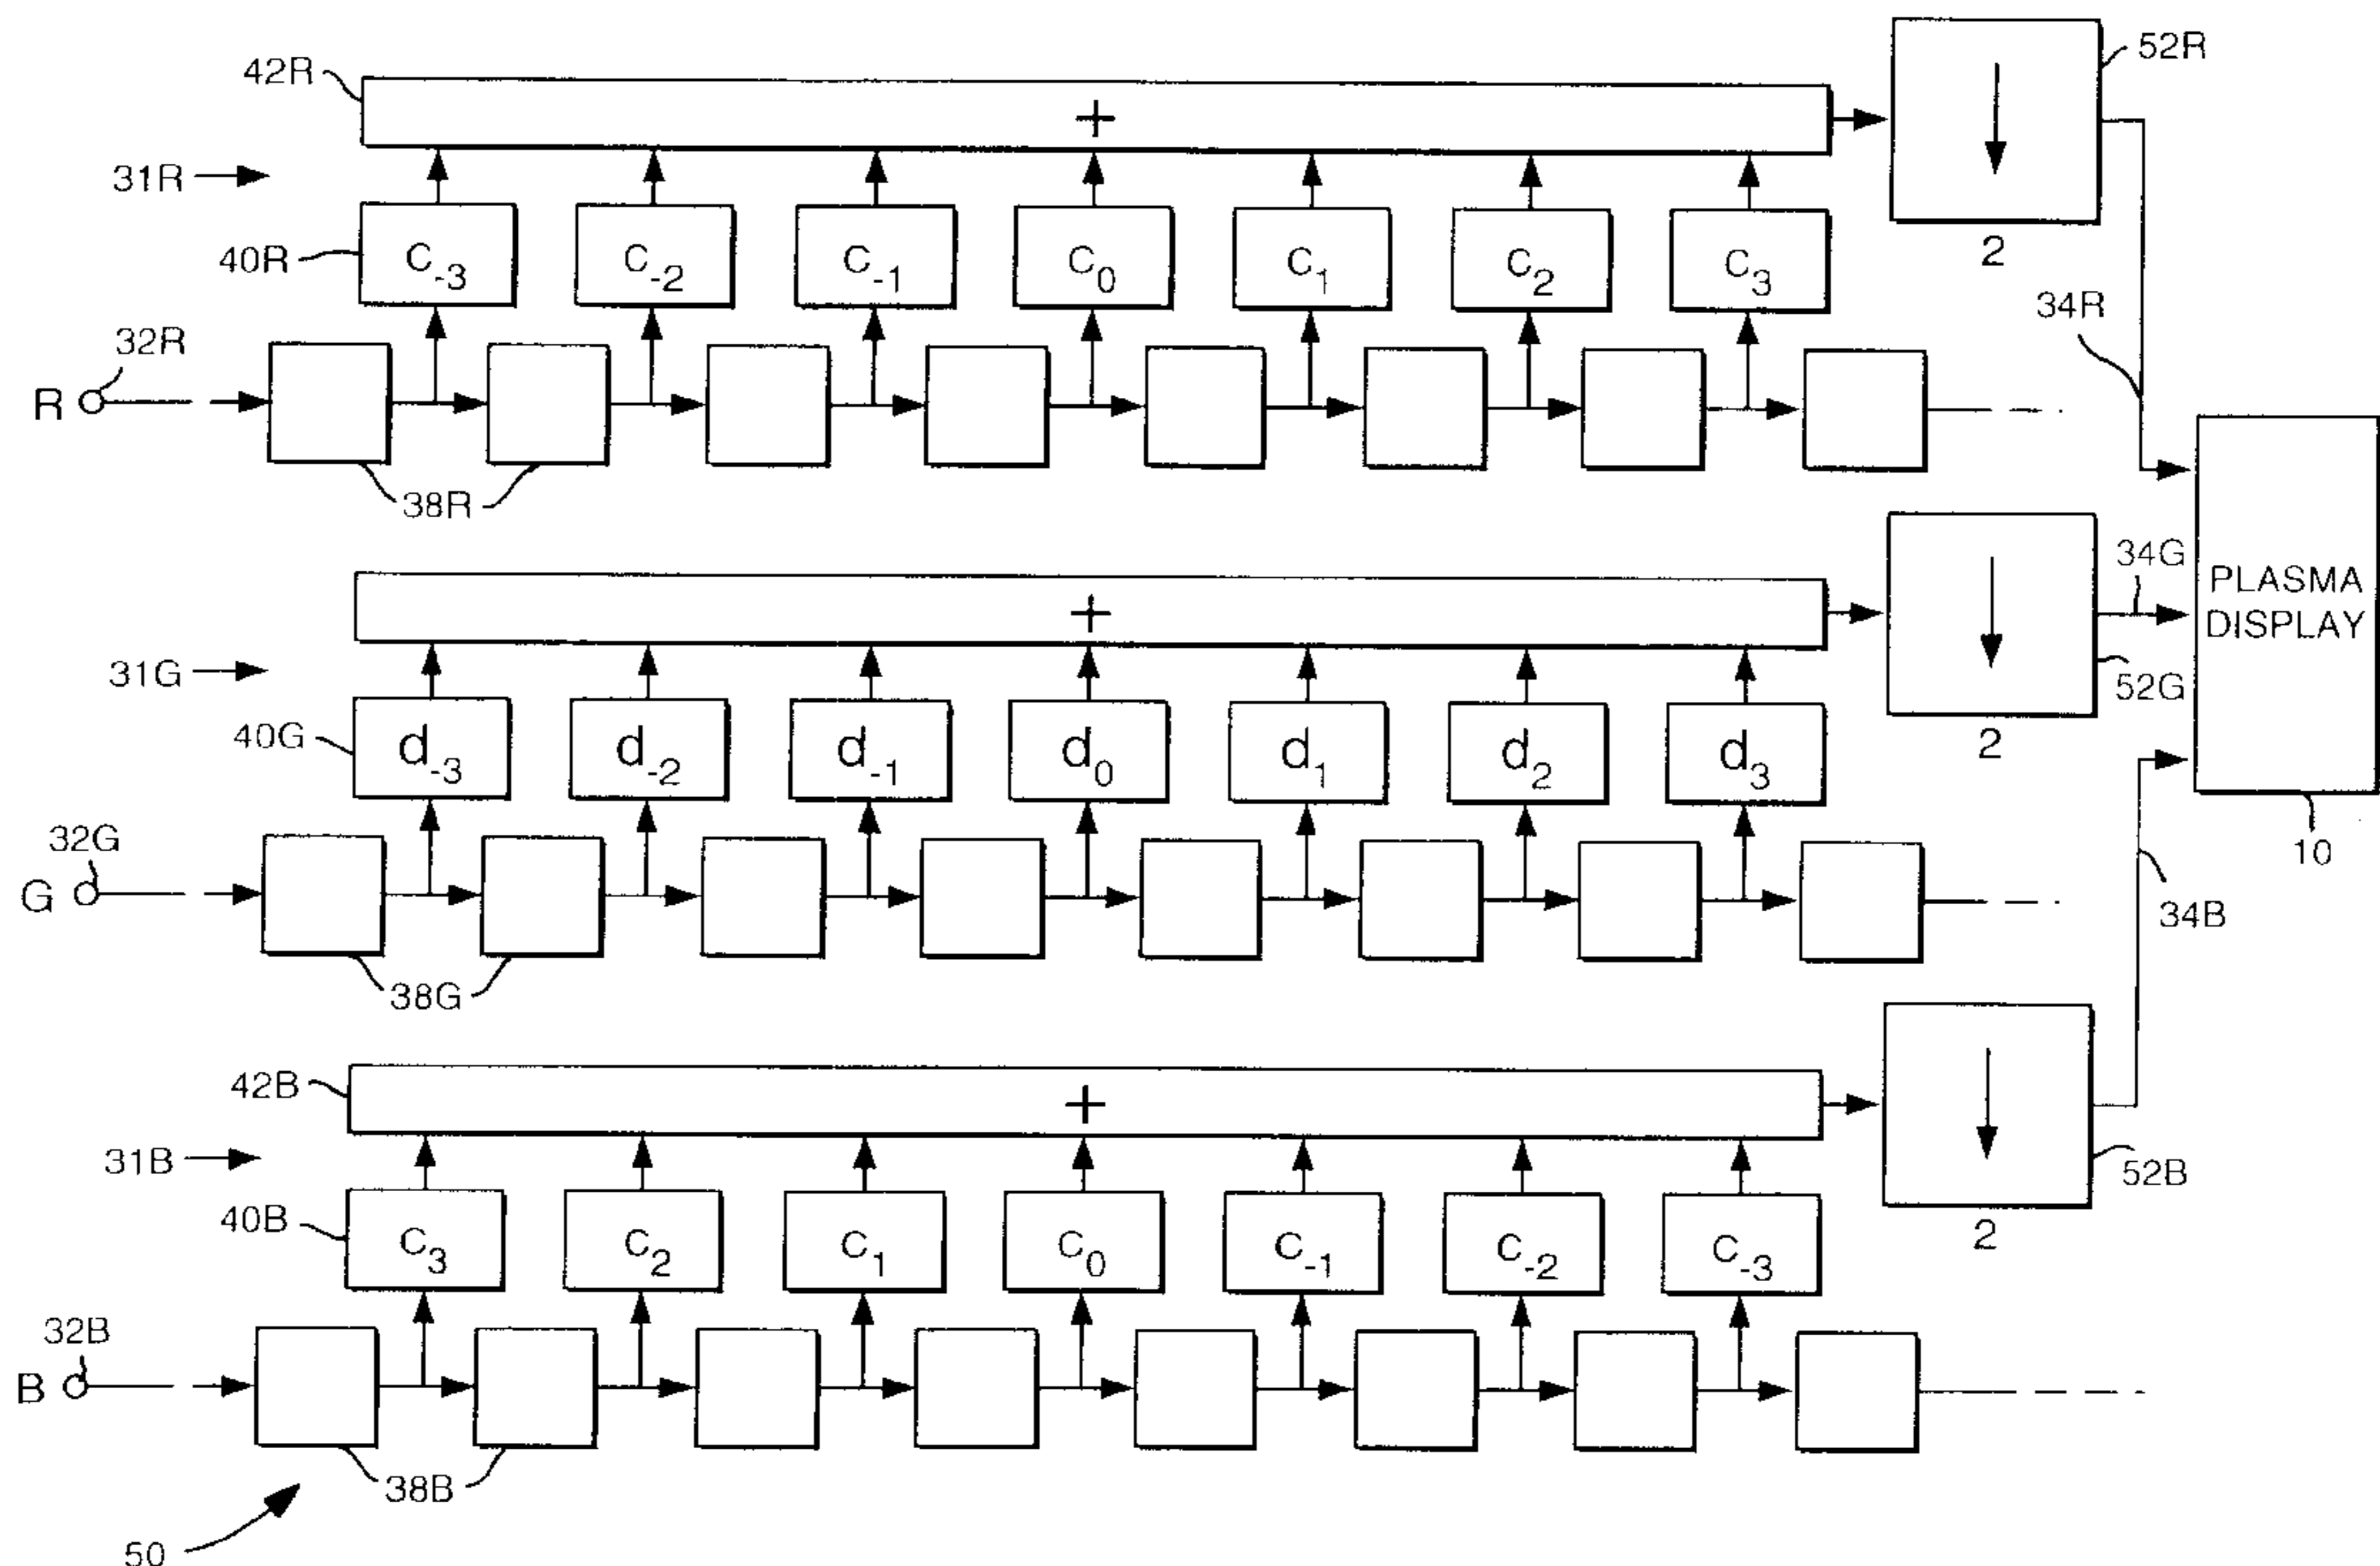 42R
+
52R
31R
40R
C-3
C-2
C-1
C0
C1
C2
C3
2
34R
32R
R
38R
+
34G
PLASMA
DISPLAY
31G
52G
40G
d-3
d-2
d-1
d0
d1
d2
d3
2
32G
G
10
34B
38G
42B
+
31B
52B
40B
C3
C2
C1
C0
C-1
C-2
C-3
2
32B
B
38B
50